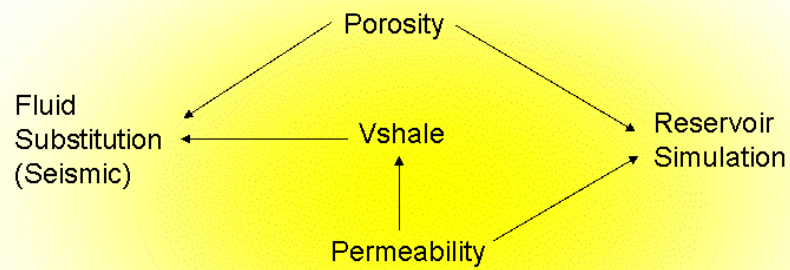 Porosity
Fluid
Substitution
(Seismic)
Vshale
Reservoir
Simulation
Permeability